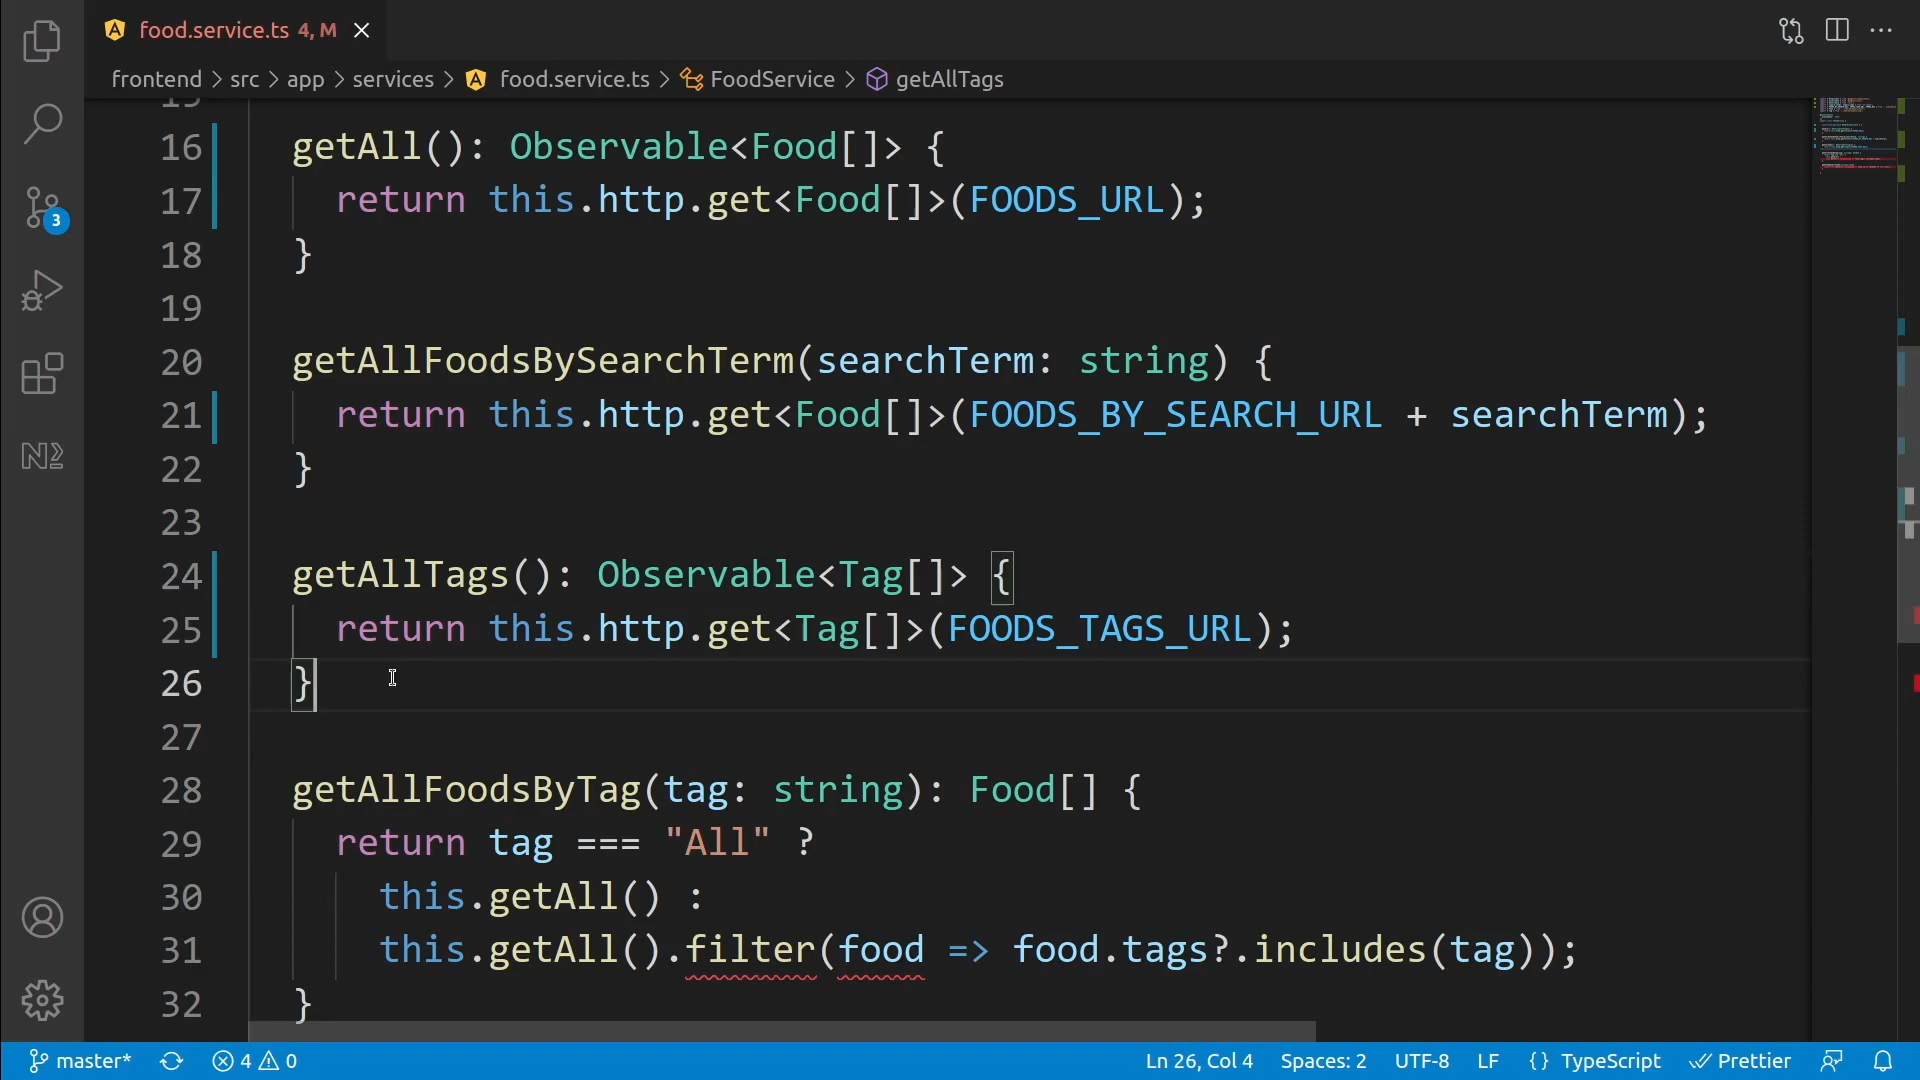 food.service.ts 4, M
frontend > src > app > services > food.service.ts > FoodService > getAllTags
16 getAll(): Observable<Food[]> {
17 return this.http.get<Food[]>(FOODS_URL);
18 }
19
20 getAllFoodsBySearchTerm(searchTerm: string) {
21 return this.http.get<Food[]>(FOODS_BY_SEARCH_URL + searchTerm);
22 }
23
24 getAllTags(): Observable<Tag[]> {
25 return this.http.get<Tag[]>(FOODS_TAGS_URL);
26 }
27
28 getAllFoodsByTag(tag: string): Food[] {
29 return tag === "All" ?
30 this.getAll() :
31 this.getAll().filter(food => food.tags?.includes(tag));
32 }
3
master* 4 0 Ln 26, Col 4 Spaces: 2 UTF-8 LF {} TypeScript Prettier